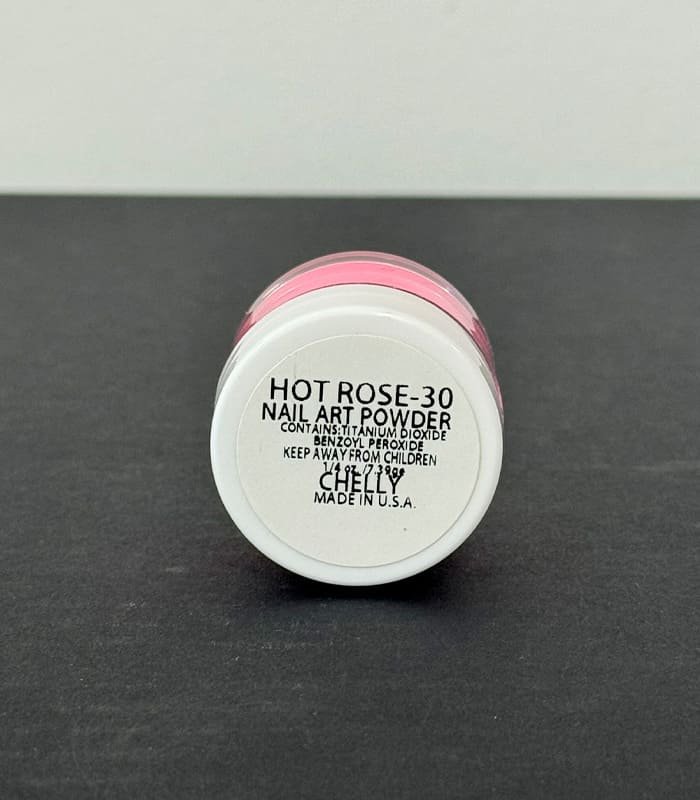 HOT ROSE-30
NAIL ART POWDER
CONTAINS:TITANIUM DIOXIDE
BENZOYL PEROXIDE
KEEP AWAY FROM CHILDREN
1/4 oz./7.39ge
CHELLY
MADE IN U.S.A.